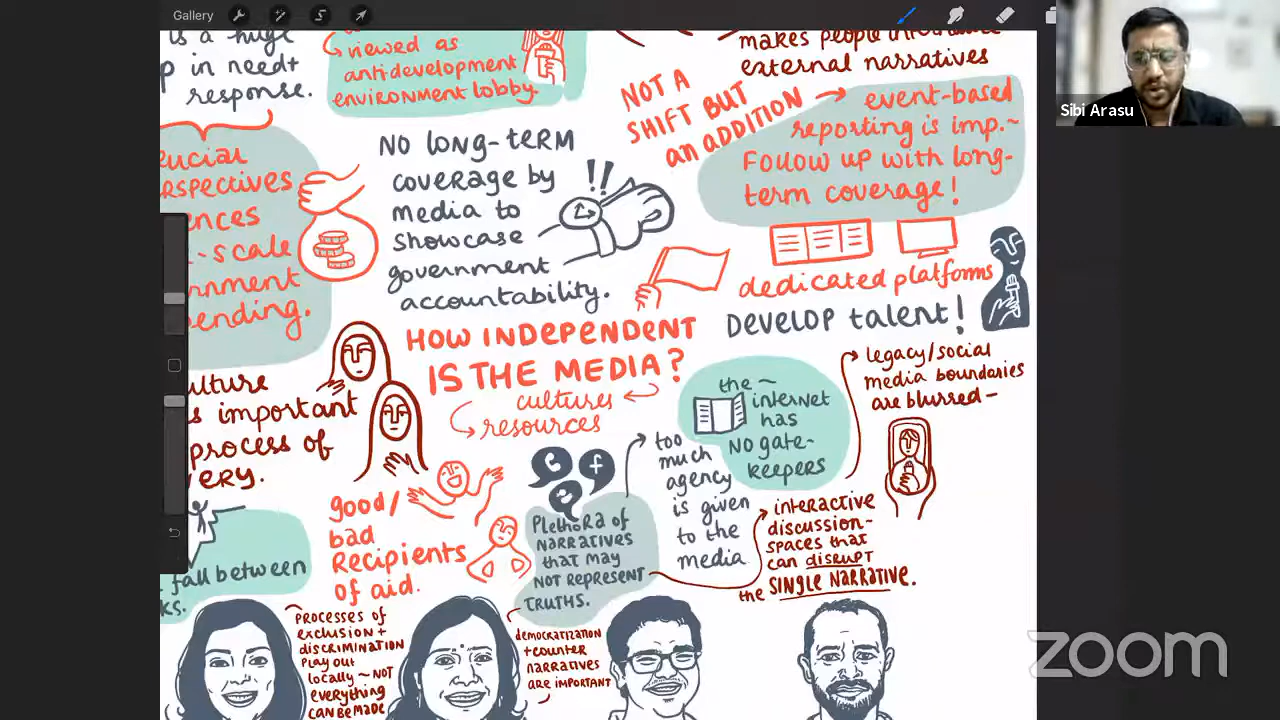 Gallery
Sibi Arasu
is a huge
in need +
response.
viewed as
anti-development
environment lobby.
makes people
external narratives
NOT A
SHIFT BUT
an ADDITION
event-based
reporting is imp.~
Follow up with long-
term coverage!
NO long-term
coverage by
media to
showcase
government
accountability.
!!
ending.
dedicated platforms
Develop talent!
HOW INDEPENDENT
IS THE MEDIA?
cultures
resources
legacy/social
media boundaries
are blurred-
the ~
internet
has
NO gate-
keepers
important
process of
too
much
agency
is given
to the
media
good/
bad
Recipients
of aid.
Plethora of
narratives
that may
not represent
truths.
interactive
discussion-
spaces that
can disrupt
the single narrative.
fall between
processes of
exclusion +
discrimination
play out
locally ~ not
everything
can be made
democratization
+ counter
narratives
are important
zoom